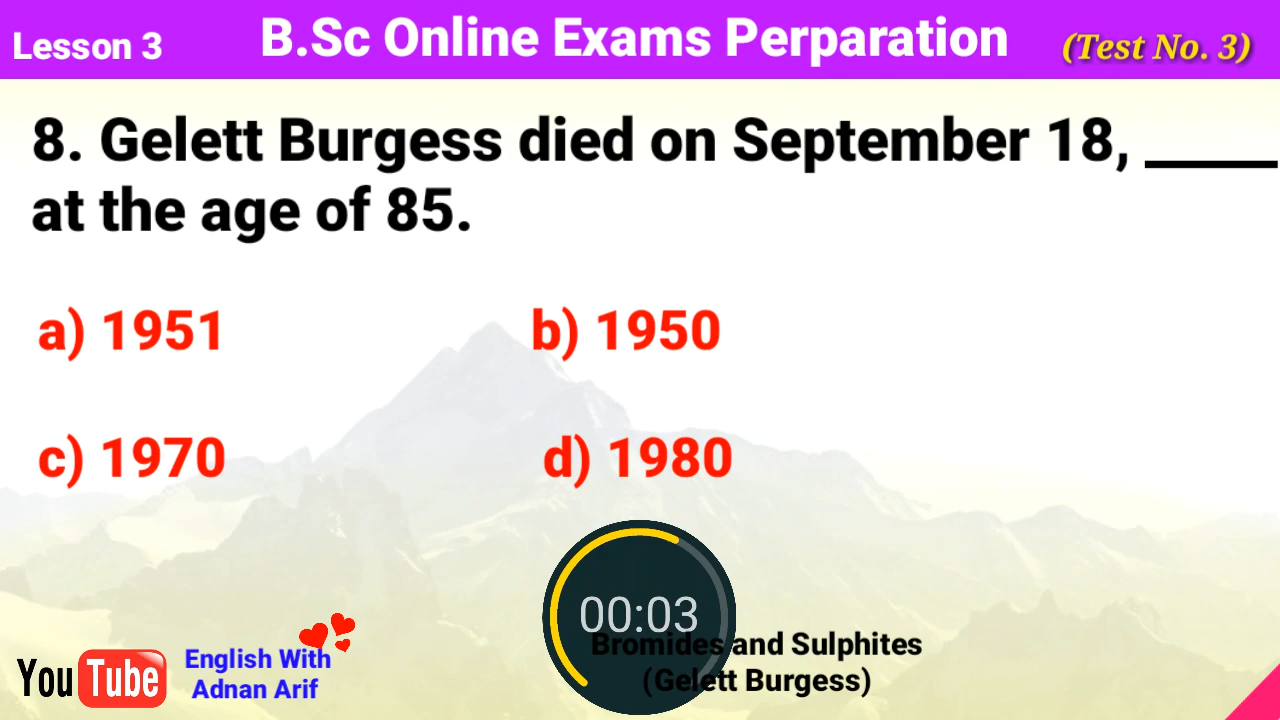 Lesson 3
B.Sc Online Exams Perparation
(Test No. 3)
8. Gelett Burgess died on September 18, _____
at the age of 85.
a) 1951
b) 1950
c) 1970
d) 1980
00:03
Bromides and Sulphites
(Gelett Burgess)
YouTube
English With
Adnan Arif